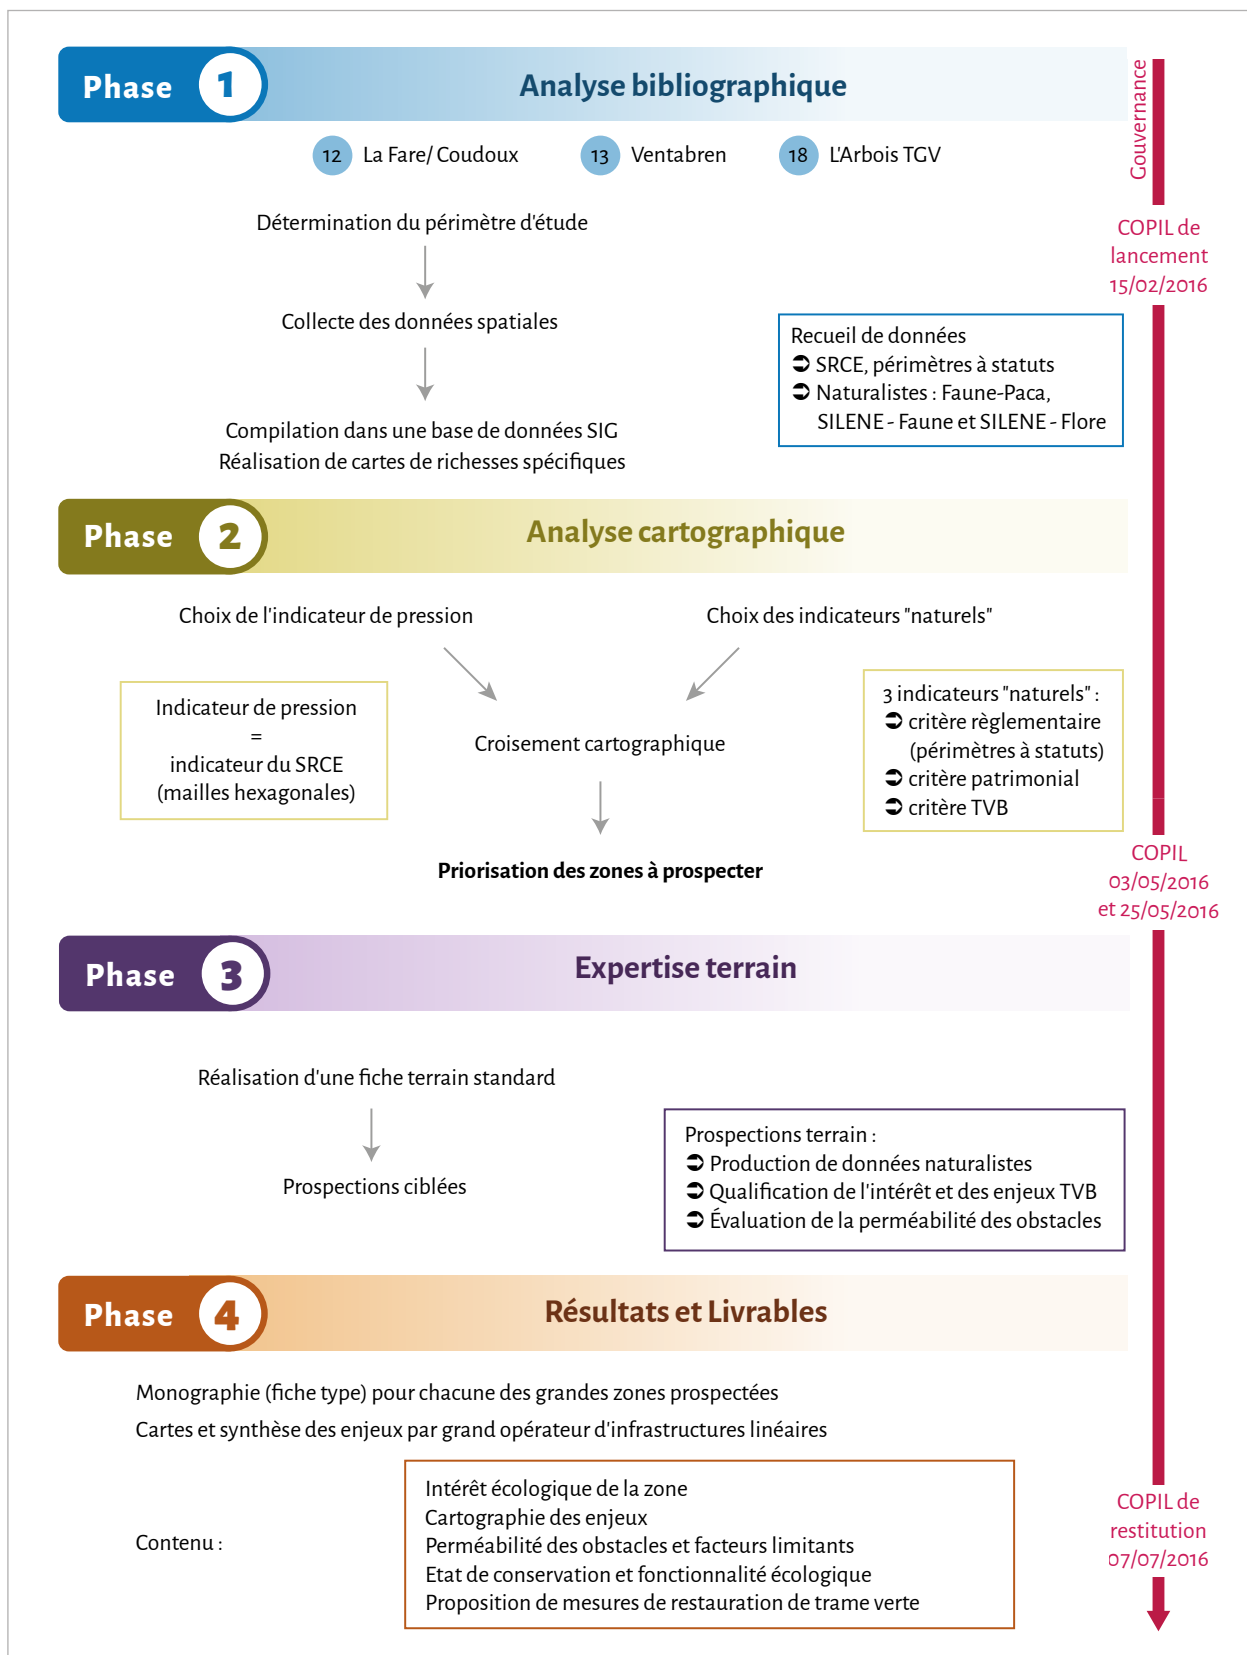 Phase 1
Analyse bibliographique
Gouvernance
12 La Fare/ Coudoux
13 Ventabren
18 L'Arbois TGV
Détermination du périmètre d'étude
COPIL de
lancement
15/02/2016
Collecte des données spatiales
Recueil de données
➲ SRCE, périmètres à statuts
➲ Naturalistes : Faune-Paca,
SILENE - Faune et SILENE - Flore
Compilation dans une base de données SIG
Réalisation de cartes de richesses spécifiques
Phase 2
Analyse cartographique
Choix de l'indicateur de pression
Choix des indicateurs "naturels"
Indicateur de pression
=
indicateur du SRCE
(mailles hexagonales)
Croisement cartographique
3 indicateurs "naturels" :
➲ critère règlementaire
(périmètres à statuts)
➲ critère patrimonial
➲ critère TVB
Priorisation des zones à prospecter
COPIL
03/05/2016
et 25/05/2016
Phase 3
Expertise terrain
Réalisation d'une fiche terrain standard
Prospections ciblées
Prospections terrain :
➲ Production de données naturalistes
➲ Qualification de l'intérêt et des enjeux TVB
➲ Évaluation de la perméabilité des obstacles
Phase 4
Résultats et Livrables
Monographie (fiche type) pour chacune des grandes zones prospectées
Cartes et synthèse des enjeux par grand opérateur d'infrastructures linéaires
Contenu :
Intérêt écologique de la zone
Cartographie des enjeux
Perméabilité des obstacles et facteurs limitants
Etat de conservation et fonctionnalité écologique
Proposition de mesures de restauration de trame verte
COPIL de
restitution
07/07/2016